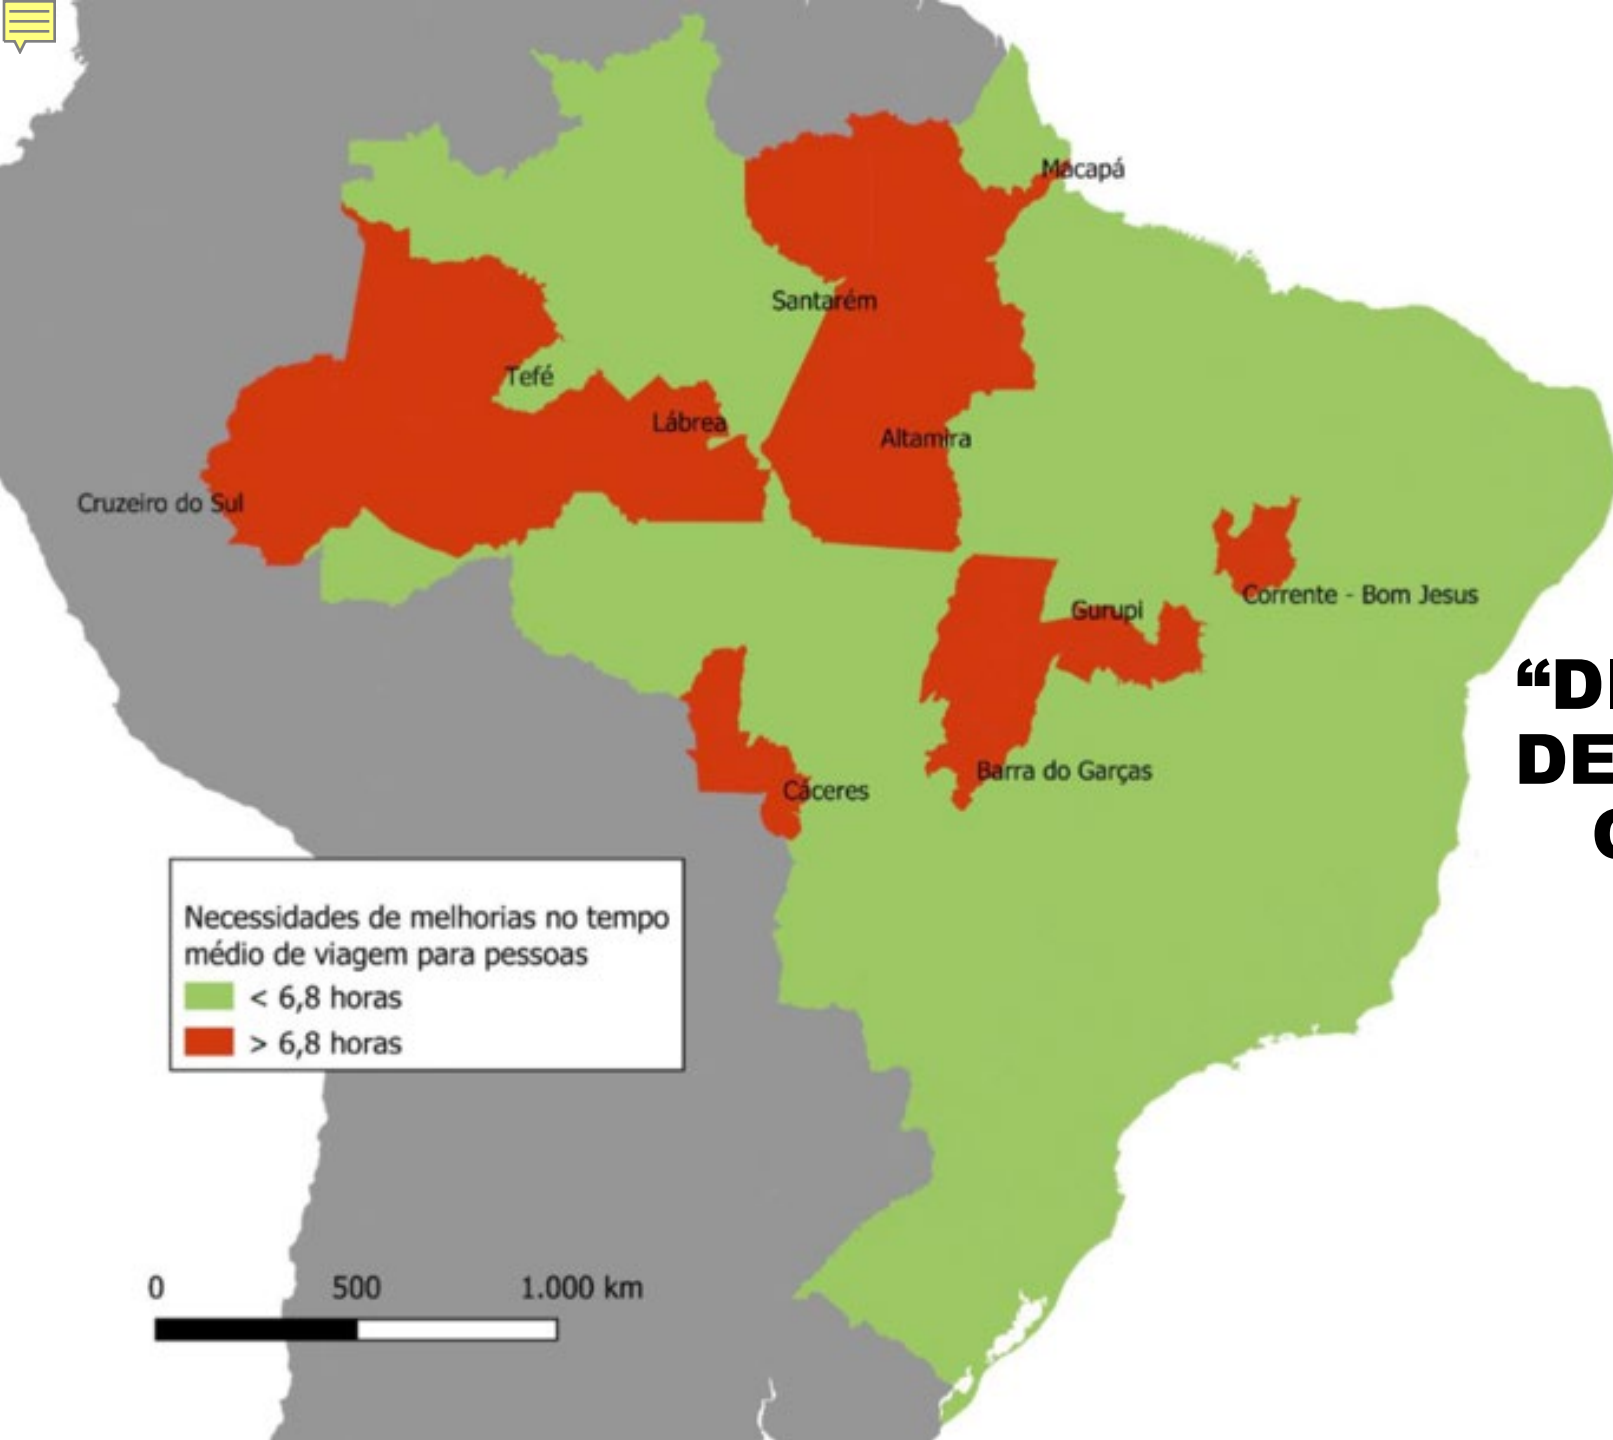 Macapá
Santarém
Tefé
Lábrea
Altamira
Cruzeiro do Sul
Corrente - Bom Jesus
Gurupi
Barra do Garças
Cáceres
Necessidades de melhorias no tempo
médio de viagem para pessoas
< 6,8 horas
> 6,8 horas
0 500 1.000 km